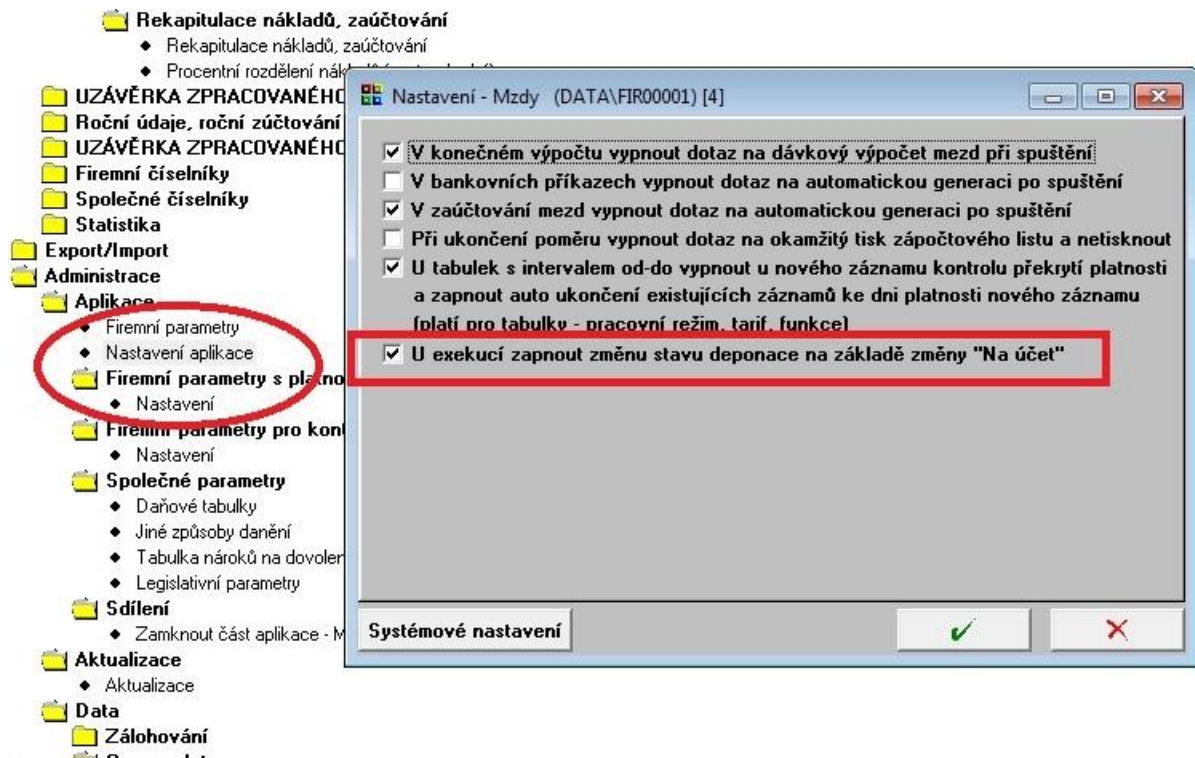 Rekapitulace nákladů, zaúčtování
Rekapitulace nákladů, zaúčtování
Procentní rozdělení
UZÁVĚRKA ZPRACOVANÉHO
Roční údaje, roční zúčtování
UZÁVĚRKA ZPRACOVANÉHO
Firemní číselníky
Společné číselníky
Statistika
Export/Import
Administrace
Aplikace
Firemní parametry
Nastavení aplikace
Firemní parametry s
Nastavení
Firemní parametry pro
Nastavení
Společné parametry
Daňové tabulky
Jiné způsoby danění
Tabulka nároků na
Legislativní parametry
Sdílení
Zamknout část aplikace - M
Aktualizace
Aktualizace
Data
Zálohování
Nastavení - Mzdy (DATA\FIR00001) [4]
V konečném výpočtu vypnout dotaz na dávkový výpočet mezd při spuštění
V bankovních příkazech vypnout dotaz na automatickou generaci po spuštění
V zaúčtování mezd vypnout dotaz na automatickou generaci po spuštění
Při ukončení poměru vypnout dotaz na okamžitý tisk zápočtového listu a netisknout
U tabulek s intervalem od-do vypnout u nového záznamu kontrolu překrytí platnosti
a zapnout auto ukončení existujících záznamů ke dni platnosti nového záznamu
(platí pro tabulky - pracovní režim, tarif, funkce)
U exekucí zapnout změnu stavu deponace na základě změny "Na účet"
Systémové nastavení